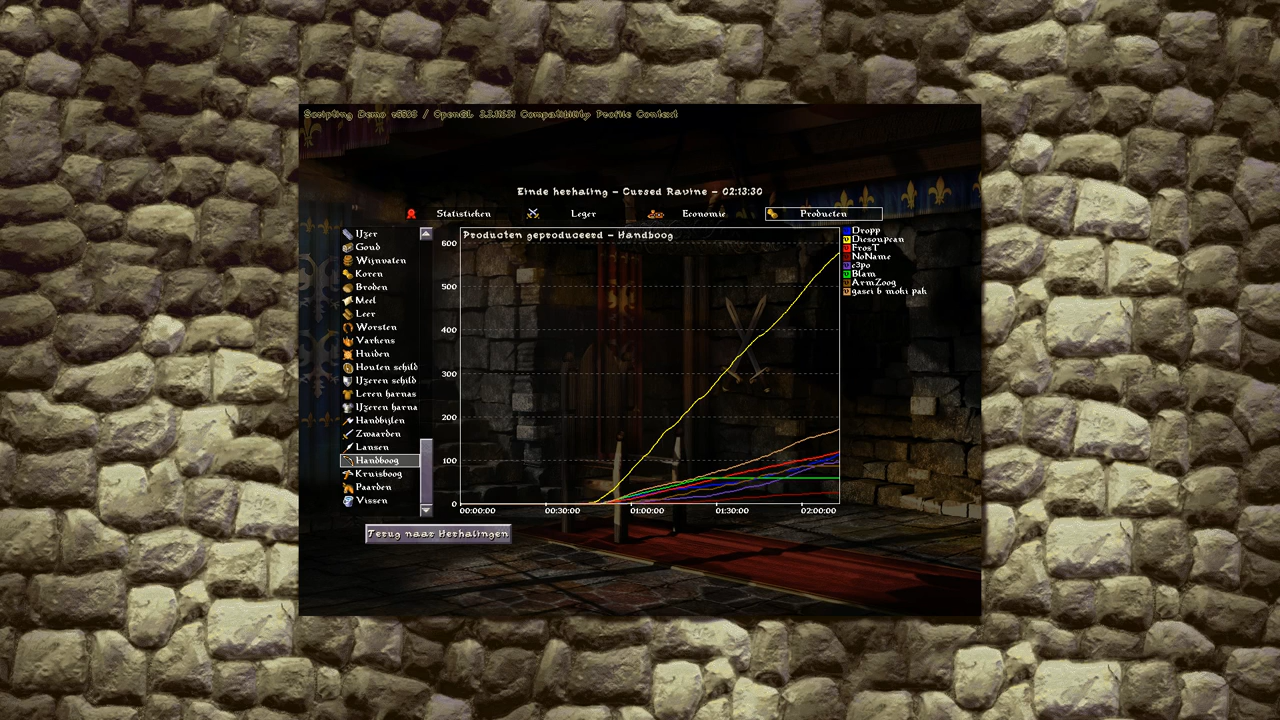 Scripting Demo r6593 / OpenGL 3.3.11631 Compatibility Profile Context
Einde herhaling - Cursed Ravine - 02:13:30
Statistieken Leger Economie Producten
IJzer
Goud
Wijnvaten
Koren
Broden
Meel
Leer
Worsten
Varkens
Huiden
Houten schild
IJzeren schild
Leren harnas
IJzeren harna
Handbijlen
Zwaarden
Lansen
Handboog
Kruisboog
Paarden
Vissen
Producten geproduceerd - Handboog
600
500
400
300
200
100
0
00:00:00 00:30:00 01:00:00 01:30:00 02:00:00
Dropp
Dicsoupcan
FrosT
NoName
c3po
Blam
ArmZoog
gasei b moki pak
Terug naar Herhalingen